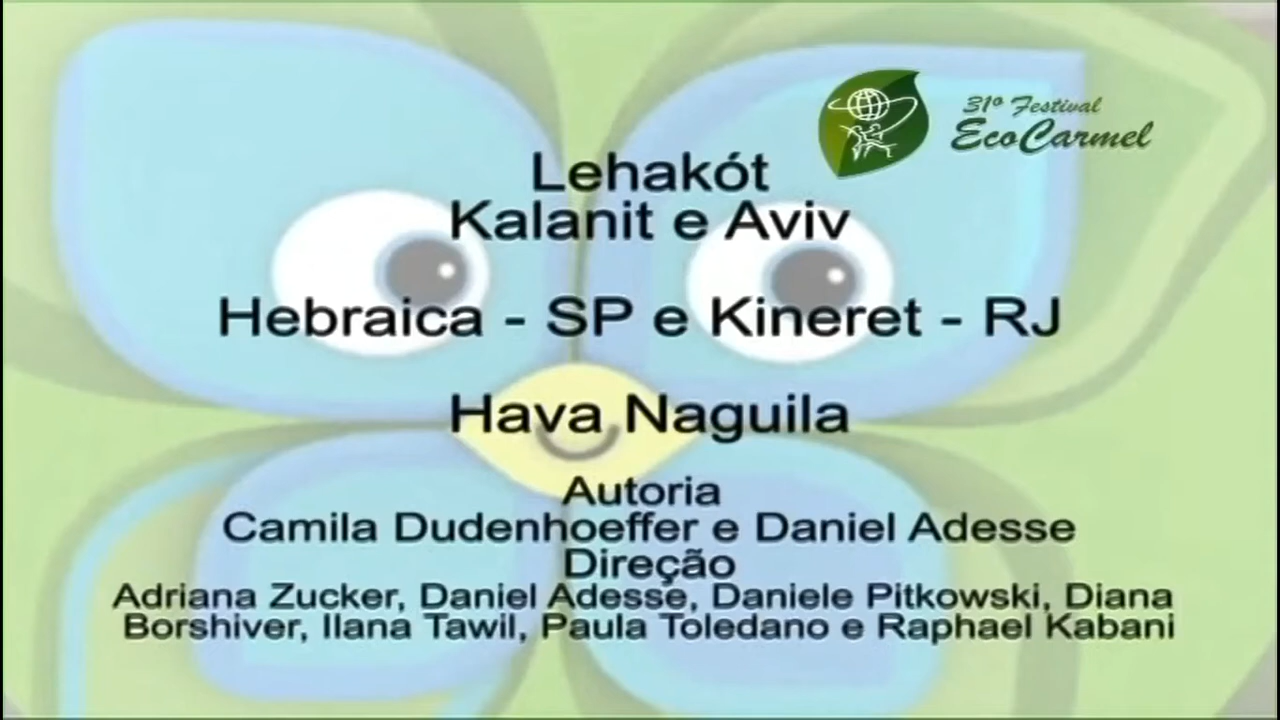 31º Festival
EcoCarmel
Lehakót
Kalanit e Aviv
Hebraica - SP e Kineret - RJ
Hava Naguila
Autoria
Camila Dudenhoeffer e Daniel Adesse
Direção
Adriana Zucker, Daniel Adesse, Daniele Pitkowski, Diana
Borshiver, Ilana Tawil, Paula Toledano e Raphael Kabani